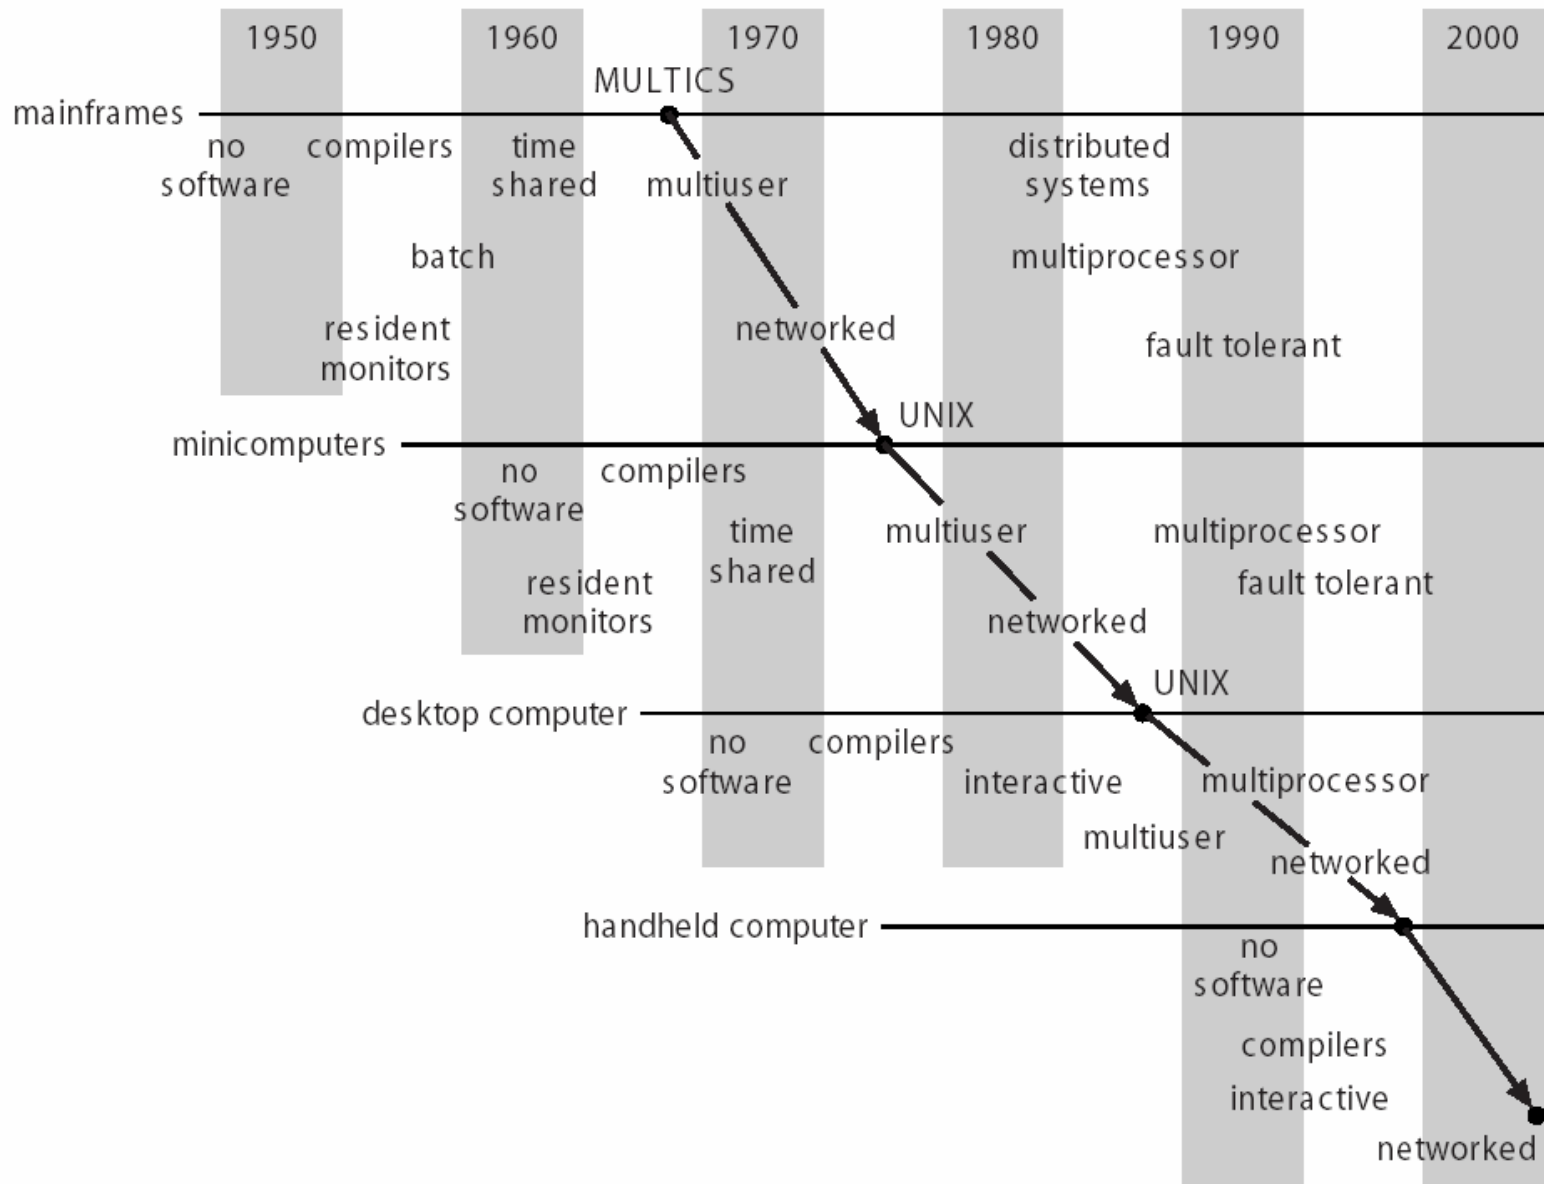 1950 1960 1970 1980 1990 2000
MULTICS
mainframes
no compilers time distributed
software shared multiuser systems
batch multiprocessor
resident networked fault tolerant
monitors
UNIX
minicomputers
no compilers
software
time multiuser multiprocessor
shared
resident fault tolerant
monitors networked
UNIX
desktop computer
no compilers
software interactive multiprocessor
multiuser
networked
handheld computer
no
software
compilers
interactive
networked